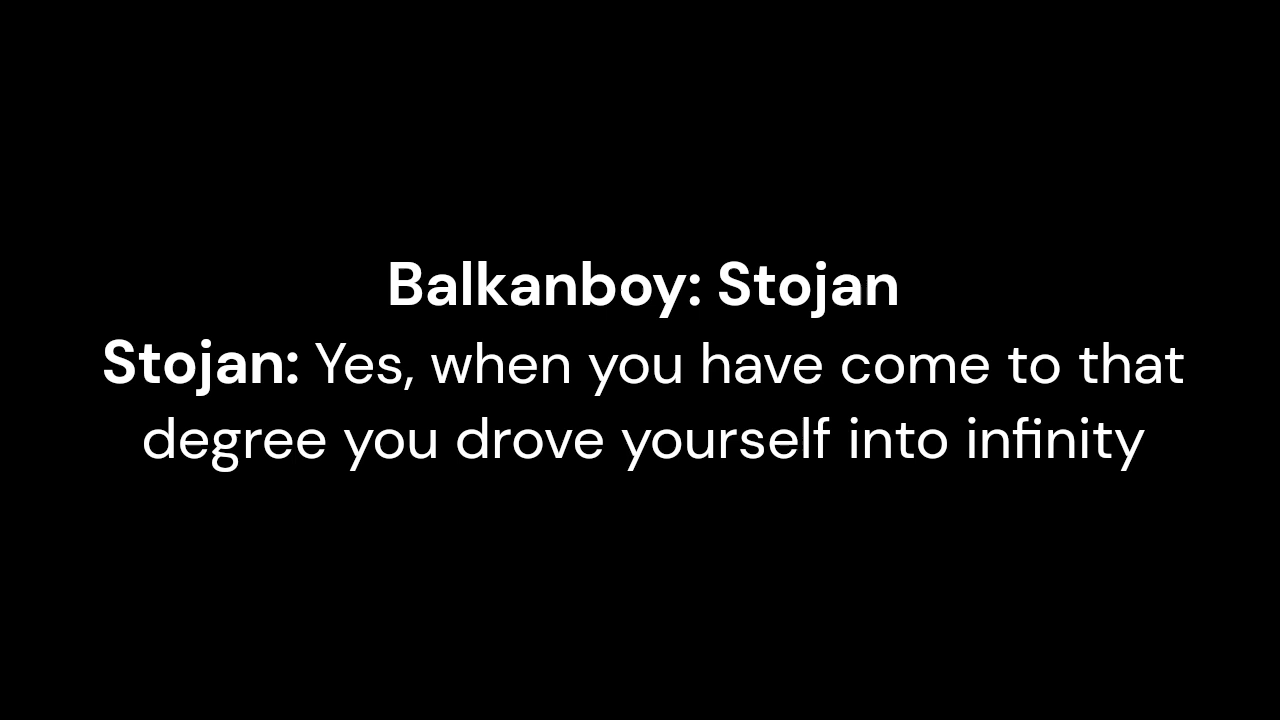 Balkanboy: Stojan
Stojan: Yes, when you have come to that
degree you drove yourself into infinity